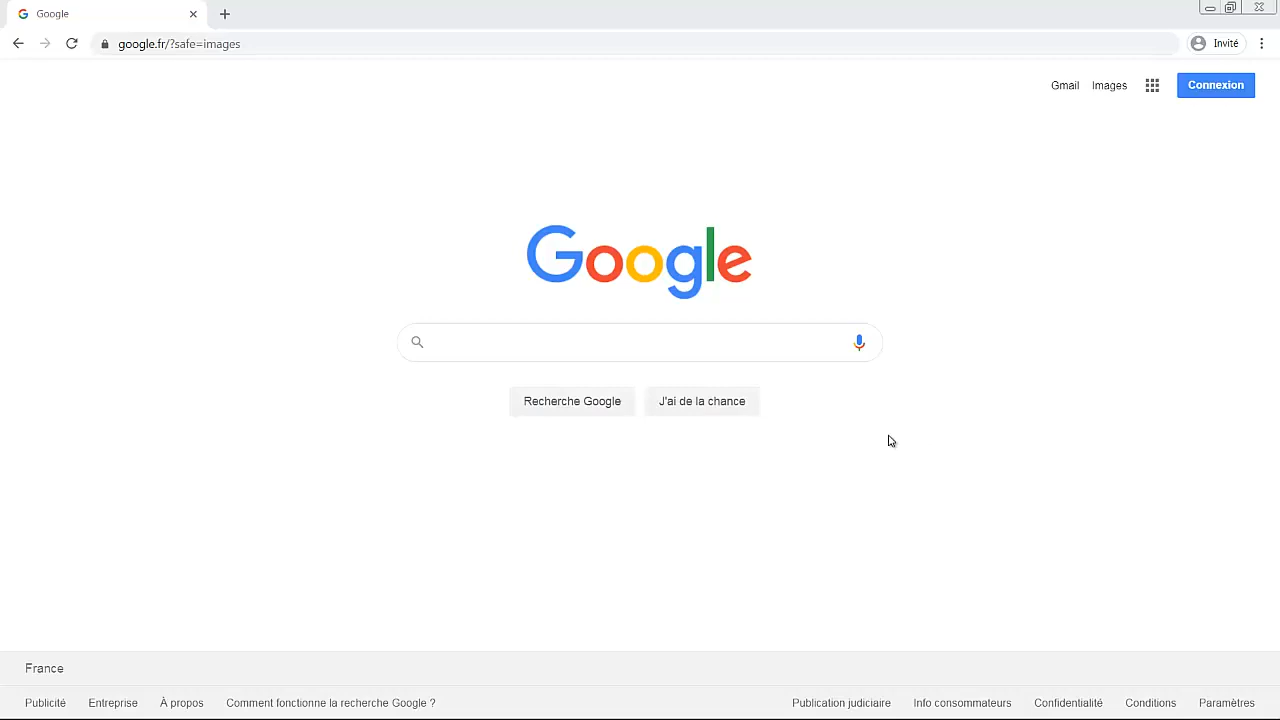 Google
google.fr/?safe=images
Invité
Gmail Images Connexion
Google
Recherche Google J'ai de la chance
France
Publicité Entreprise À propos Comment fonctionne la recherche Google ? Publication judiciaire Info consommateurs Confidentialité Conditions Paramètres